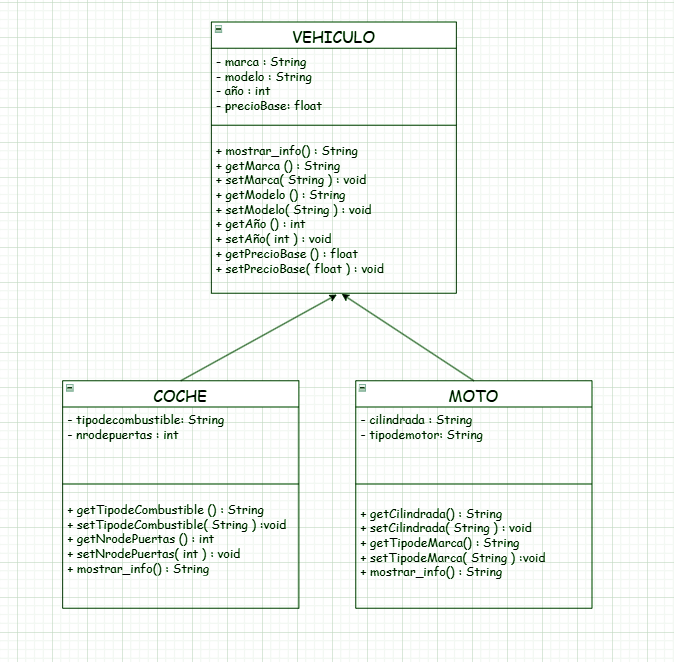 VEHICULO
- marca : String
- modelo : String
- año : int
- precioBase: float
+ mostrar_info() : String
+ getMarca () : String
+ setMarca( String ) : void
+ getModelo () : String
+ setModelo( String ) : void
+ getAño () : int
+ setAño( int ) : void
+ getPrecioBase () : float
+ setPrecioBase( float ) : void
COCHE
- tipodecombustible: String
- nrodepuertas : int
+ getTipodeCombustible () : String
+ setTipodeCombustible( String ) :void
+ getNrodePuertas () : int
+ setNrodePuertas( int ) : void
+ mostrar_info() : String
MOTO
- cilindrada : String
- tipodemotor: String
+ getCilindrada() : String
+ setCilindrada( String ) : void
+ getTipodeMarca() : String
+ setTipodeMarca( String ) :void
+ mostrar_info() : String